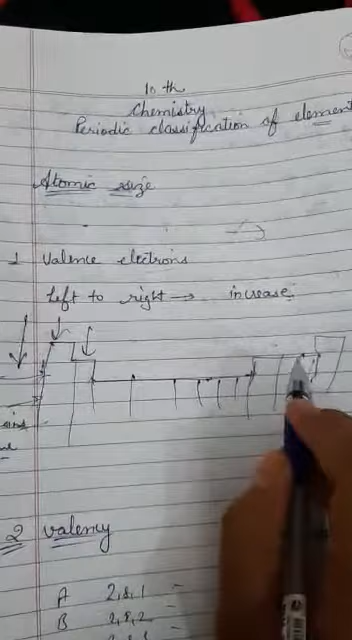 10 th
Chemistry
Periodic classification of element
Atomic size
1 Valence electrons
Left to right → increase
2 valency
A 2,8,1 -
B 2,8,2 -